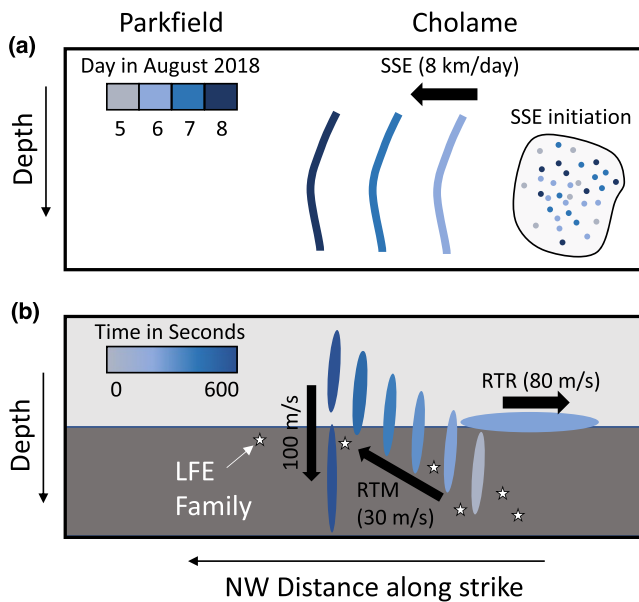 Parkfield
Cholame
(a)
Day in August 2018
5 6 7 8
SSE (8 km/day)
SSE initiation
Depth
(b)
Time in Seconds
0 600
RTR (80 m/s)
100 m/s
LFE
Family
RTM
(30 m/s)
Depth
NW Distance along strike